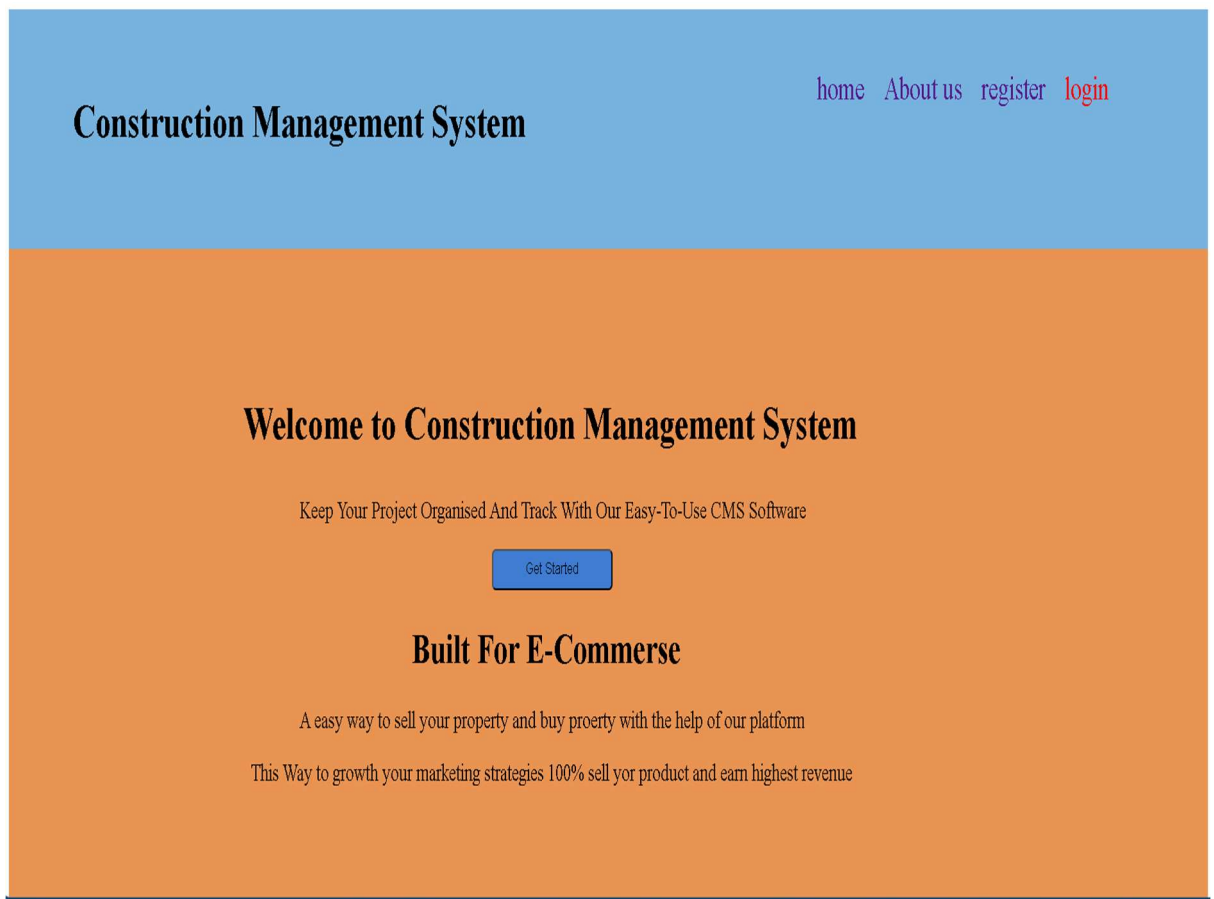 home About us register login
Construction Management System
Welcome to Construction Management System
Keep Your Project Organised And Track With Our Easy-To-Use CMS Software
Get Started
Built For E-Commerse
A easy way to sell your property and buy proerty with the help of our platform
This Way to growth your marketing strategies 100% sell yor product and earn highest revenue